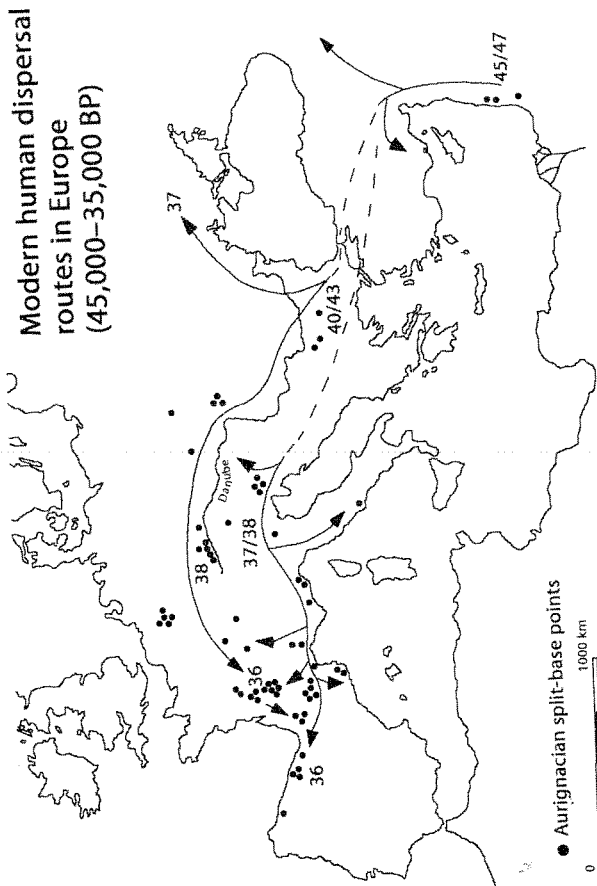 Modern human dispersal
routes in Europe
(45,000–35,000 BP)
37
45/47
40/43
Danube
38
37/38
36
36
● Aurignacian split-base points
0 1000 km